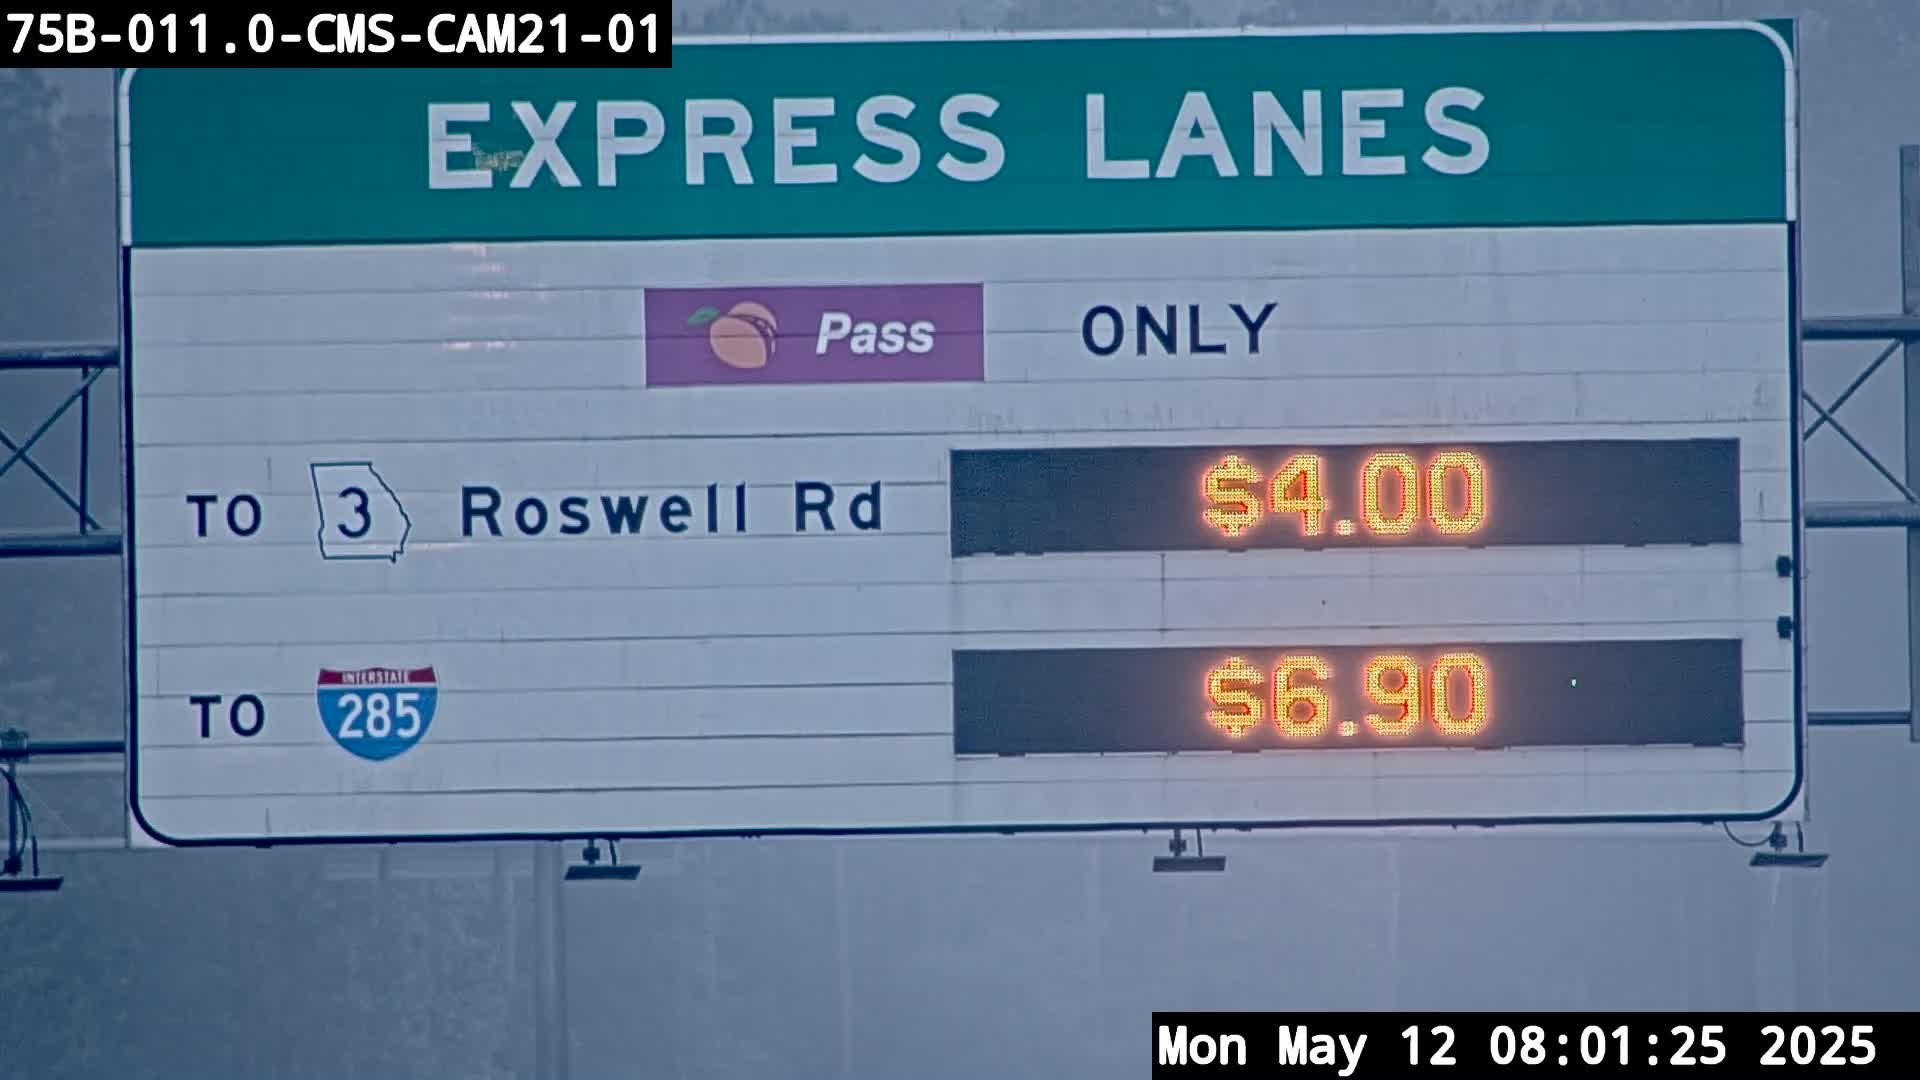 75B-011.0-CMS-CAM21-01
EXPRESS LANES
Pass ONLY
TO 3 Roswell Rd $4.00
TO INTERSTATE 285 $6.90
Mon May 12 08:01:25 2025